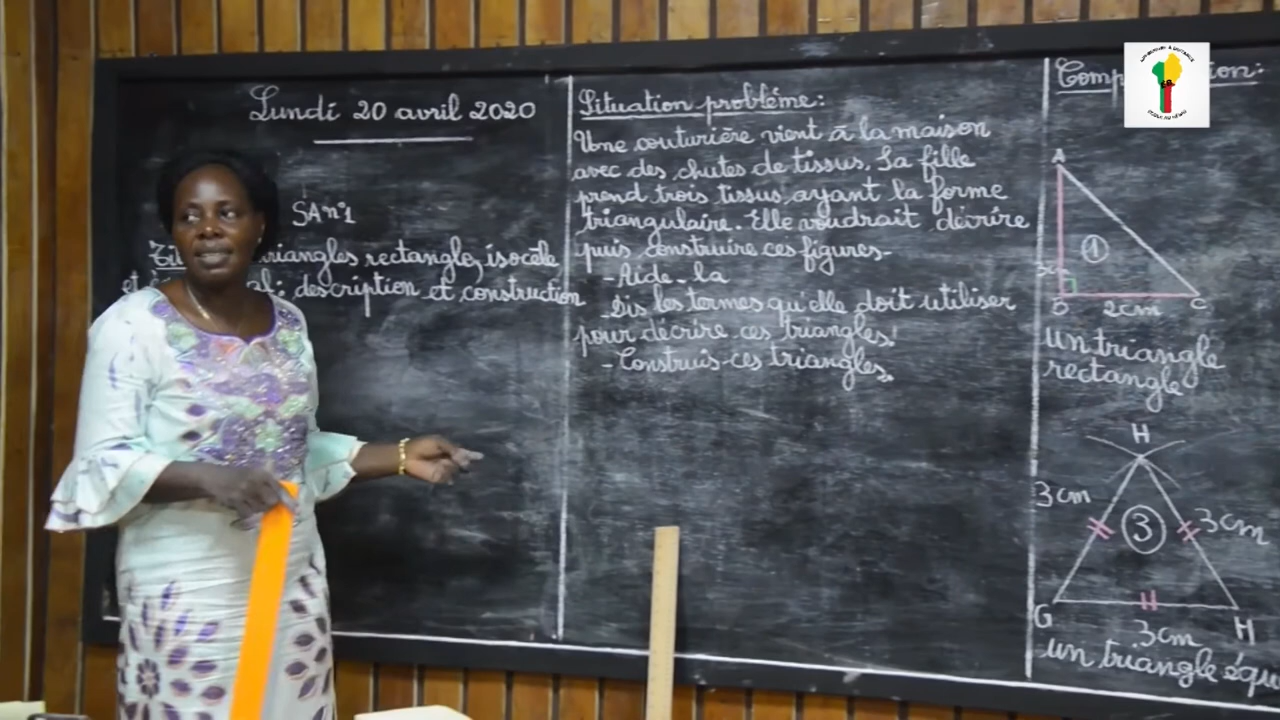 Lundi 20 avril 2020
SA n°1
triangles rectangle, isocèle
et description et construction
Situation problème:
Une couturière vient à la maison
avec des chutes de tissus. Sa fille
prend trois tissus ayant la forme
triangulaire. Elle voudrait décrire
puis construire ces figures-
- Aide-la
- Dis les termes qu'elle doit utiliser
pour décrire ces triangles!
- Construis-ces triangles.
A
1
3cm
B
2cm
C
un triangle
rectangle
H
3cm
3
3cm
G
3cm
H
un triangle